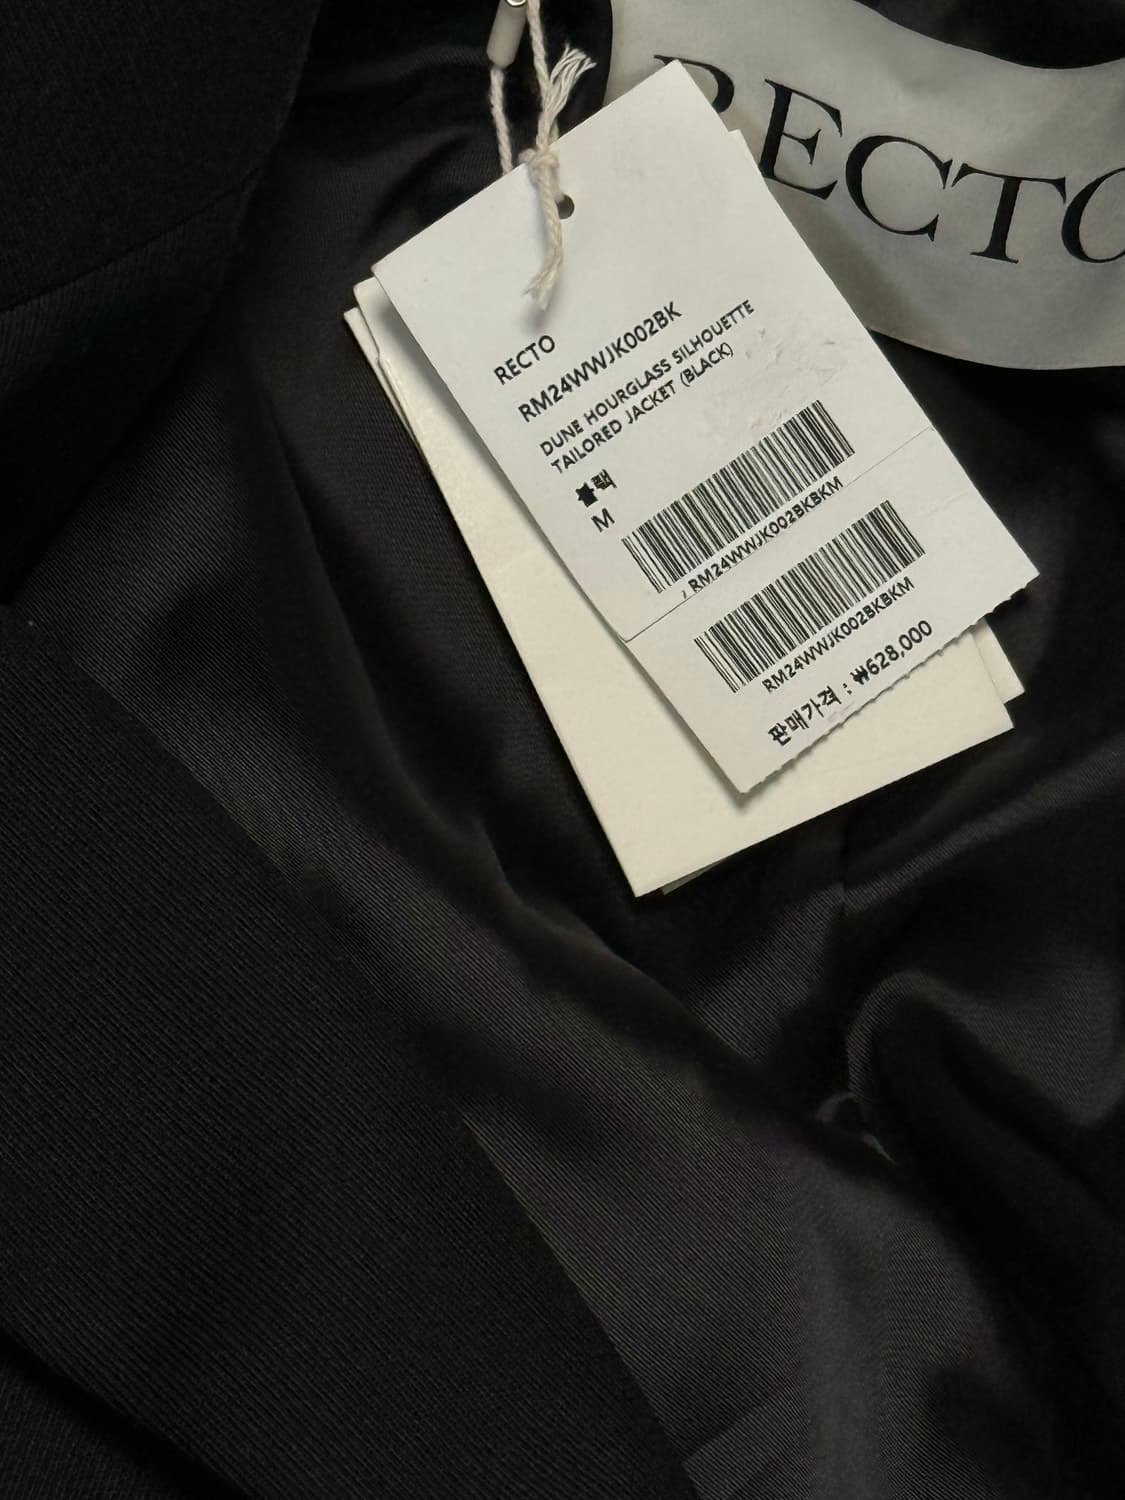 RECTO
RECTO
RM24WWJK002BK
DUNE HOURGLASS SILHOUETTE
TAILORED JACKET (BLACK)
블랙
M
RM24WWJK002BKBKM
RM24WWJK002BKBKM
판매가격 : ₩628,000